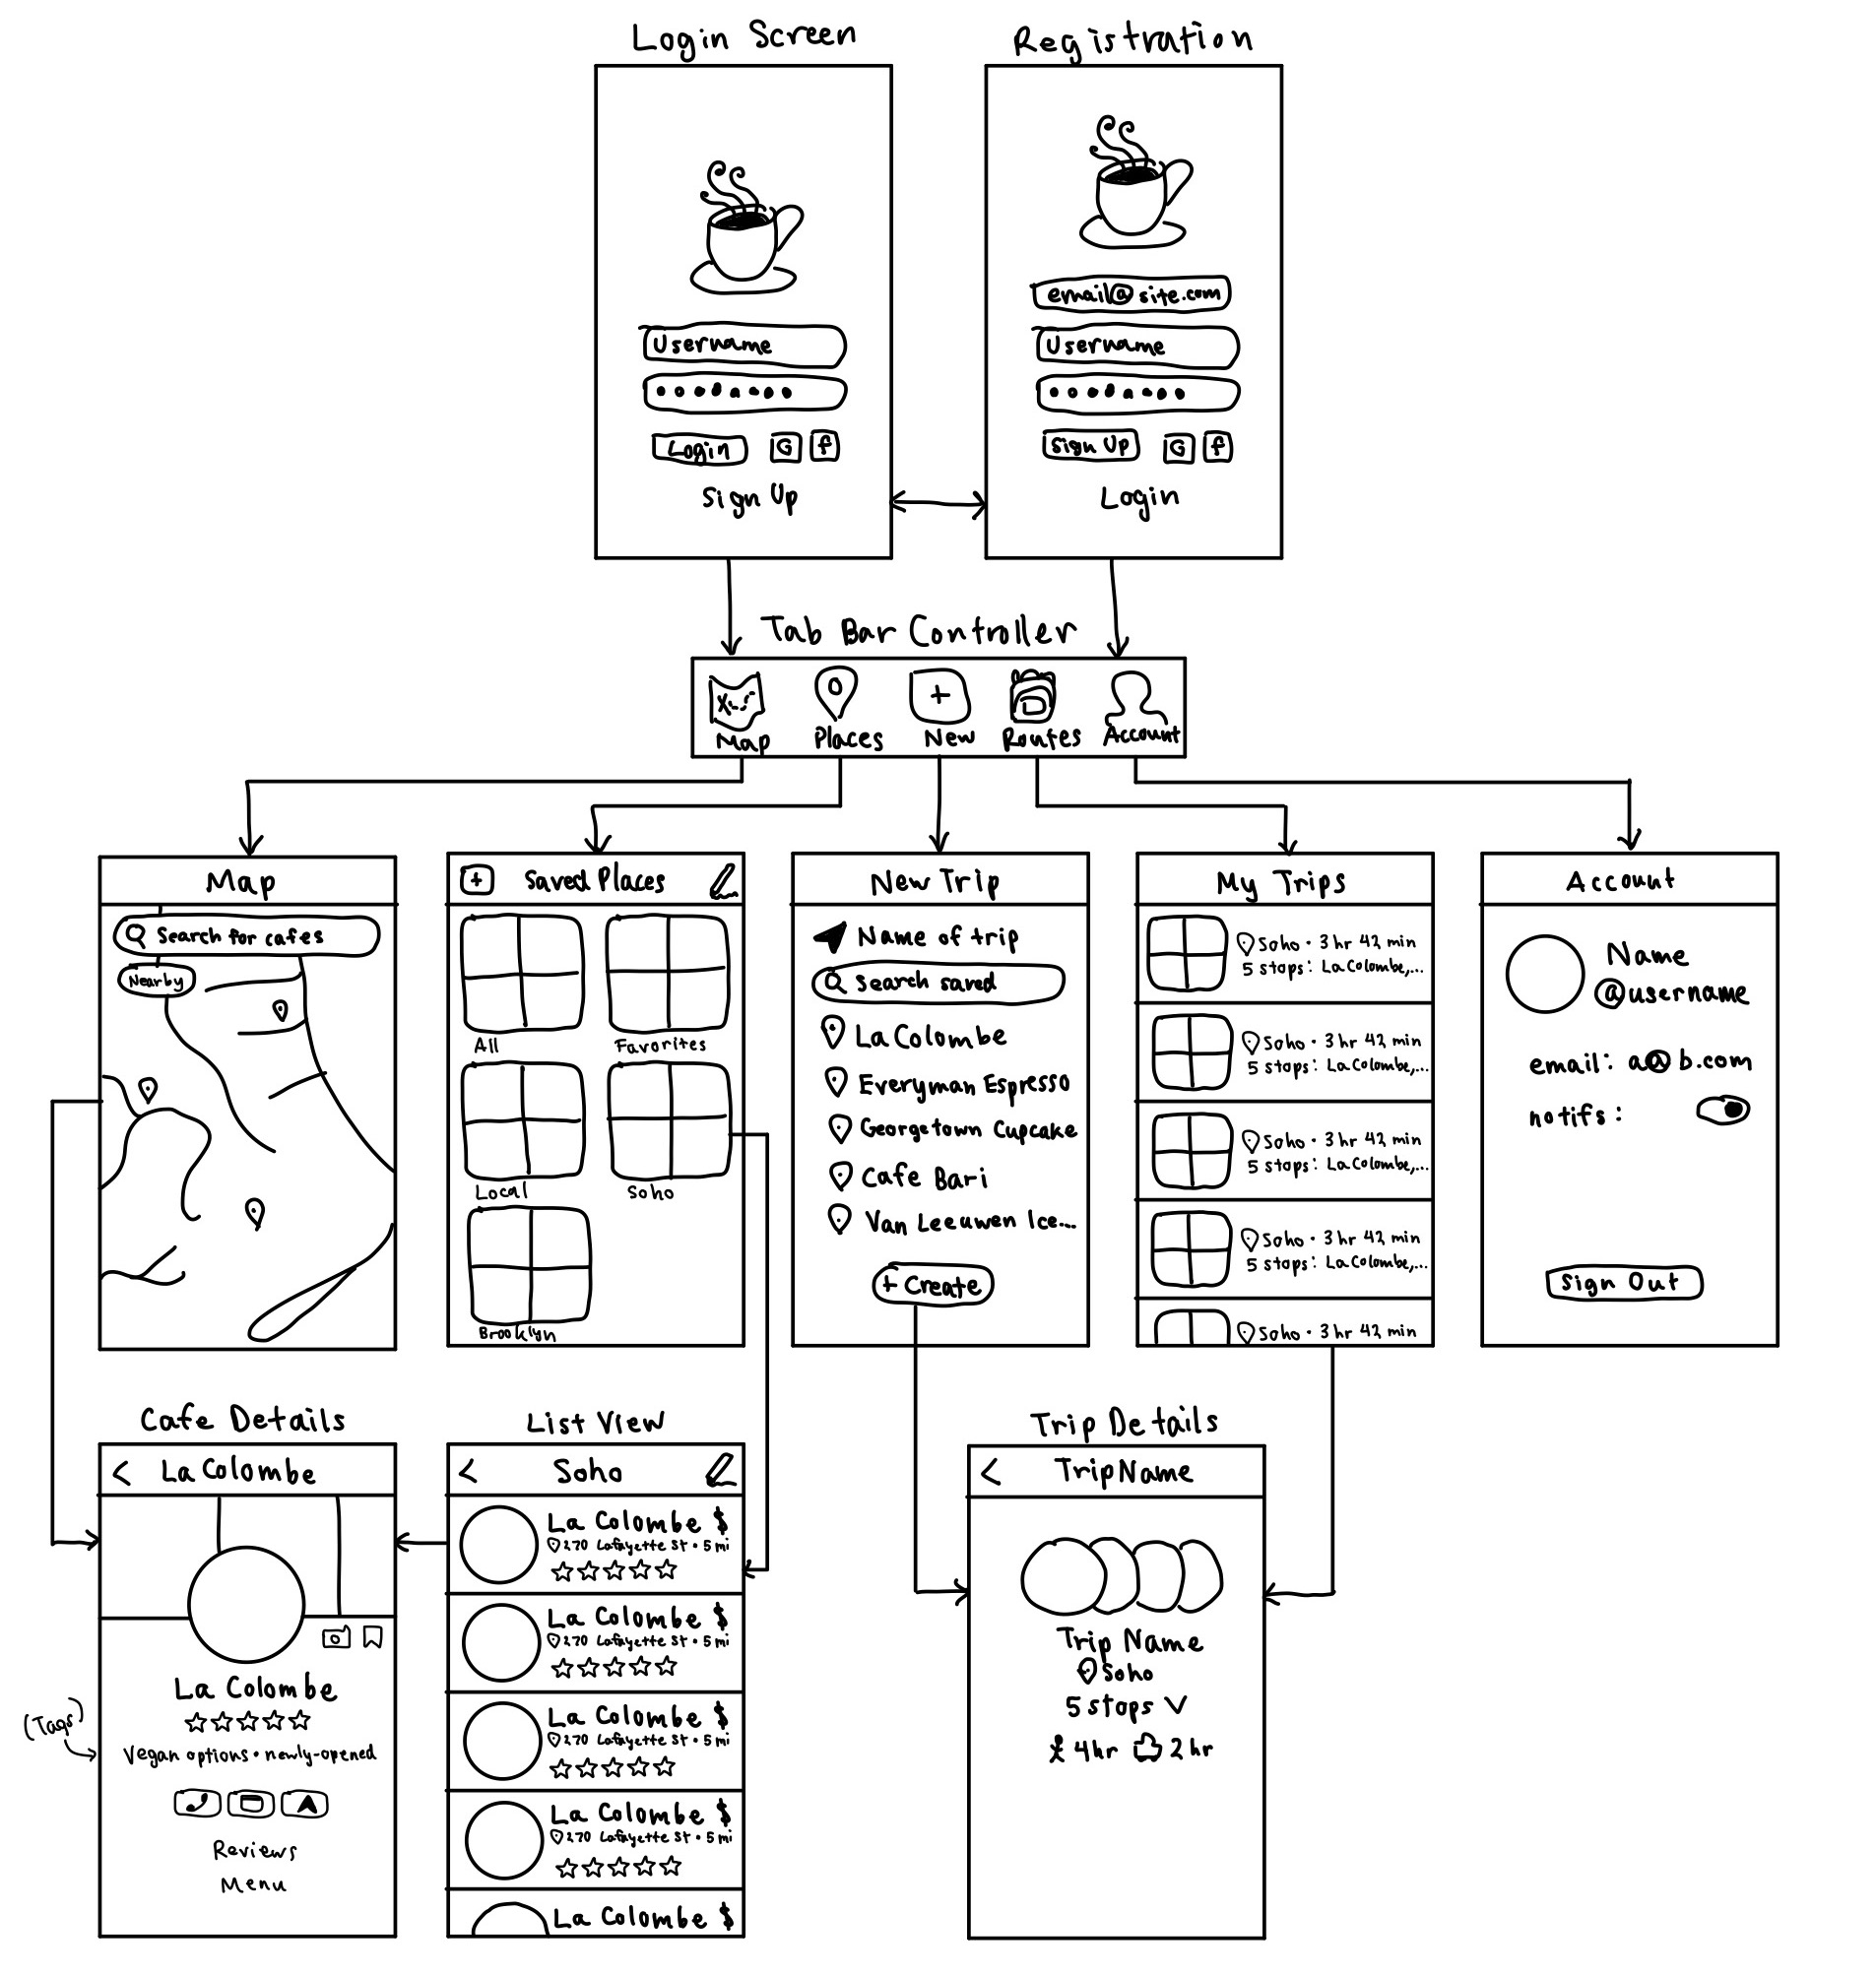 Login Screen
Username
Login G f
Sign Up
Registration
email@site.com
Username
Sign Up G f
Login
Tab Bar Controller
Map Places New Routes Account
Map
Search for cafes
Nearby
Saved Places
All Favorites
Local Soho
Brooklyn
New Trip
Name of trip
Search saved
La Colombe
Everyman Espresso
Georgetown Cupcake
Cafe Bari
Van Leeuwen Ice...
+ Create
My Trips
Soho • 3 hr 42 min
5 stops: La Colombe,...
Soho • 3 hr 42 min
5 stops: La Colombe,...
Soho • 3 hr 42 min
5 stops: La Colombe,...
Soho • 3 hr 42 min
5 stops: La Colombe,...
Soho • 3 hr 42 min
Account
Name
@username
email: a@b.com
notifs:
Sign Out
Cafe Details
< La Colombe
La Colombe
(Tags)
Vegan options • newly-opened
Reviews
Menu
List View
< Soho
La Colombe $
270 Lafayette St • 5 mi
La Colombe $
270 Lafayette St • 5 mi
La Colombe $
270 Lafayette St • 5 mi
La Colombe $
270 Lafayette St • 5 mi
La Colombe $
Trip Details
< Trip Name
Trip Name
Soho
5 stops
4hr 2 hr